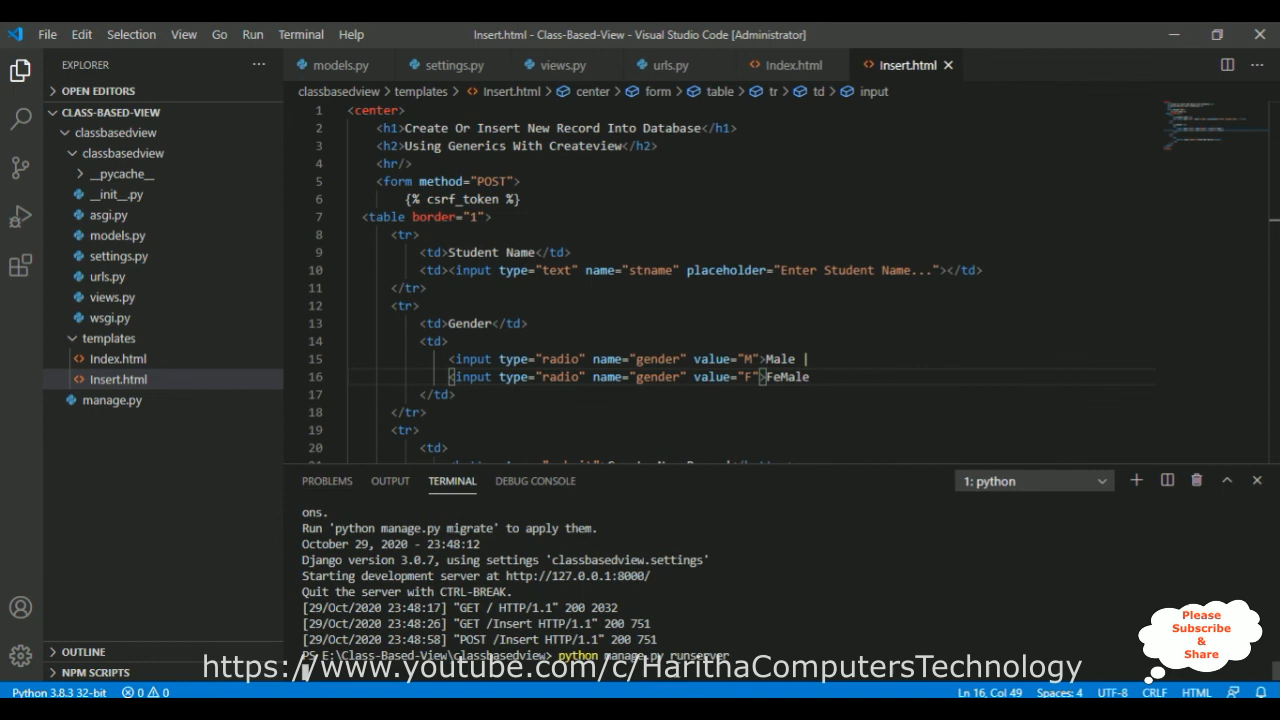 File Edit Selection View Go Run Terminal Help Insert.html - Class-Based-View - Visual Studio Code [Administrator]
EXPLORER
OPEN EDITORS
CLASS-BASED-VIEW
classbasedview
classbasedview
__pycache__
__init__.py
asgi.py
models.py
settings.py
urls.py
views.py
wsgi.py
templates
Index.html
Insert.html
manage.py
OUTLINE
NPM SCRIPTS
models.py settings.py views.py urls.py Index.html Insert.html
classbasedview > templates > Insert.html > center > form > table > tr > td > input
1 <center>
2 <h1>Create Or Insert New Record Into Database</h1>
3 <h2>Using Generics With Createview</h2>
4 <hr/>
5 <form method="POST">
6 {% csrf_token %}
7 <table border="1">
8 <tr>
9 <td>Student Name</td>
10 <td><input type="text" name="stname" placeholder="Enter Student Name..."></td>
11 </tr>
12 <tr>
13 <td>Gender</td>
14 <td>
15 <input type="radio" name="gender" value="M">Male |
16 <input type="radio" name="gender" value="F">FeMale
17 </td>
18 </tr>
19 <tr>
20 <td>
PROBLEMS OUTPUT TERMINAL DEBUG CONSOLE 1: python
ons.
Run 'python manage.py migrate' to apply them.
October 29, 2020 - 23:48:12
Django version 3.0.7, using settings 'classbasedview.settings'
Starting development server at http://127.0.0.1:8000/
Quit the server with CTRL-BREAK.
[29/Oct/2020 23:48:17] "GET / HTTP/1.1" 200 2032
[29/Oct/2020 23:48:26] "GET /Insert HTTP/1.1" 200 751
[29/Oct/2020 23:48:58] "POST /Insert HTTP/1.1" 200 751
PS E:\Class-Based-View\classbasedview> python manage.py runserver
https://www.youtube.com/c/HarithaComputersTechnology
Please
Subscribe
&
Share
Python 3.8.3 32-bit 0 0 Ln 16, Col 49 Spaces: 4 UTF-8 CRLF HTML